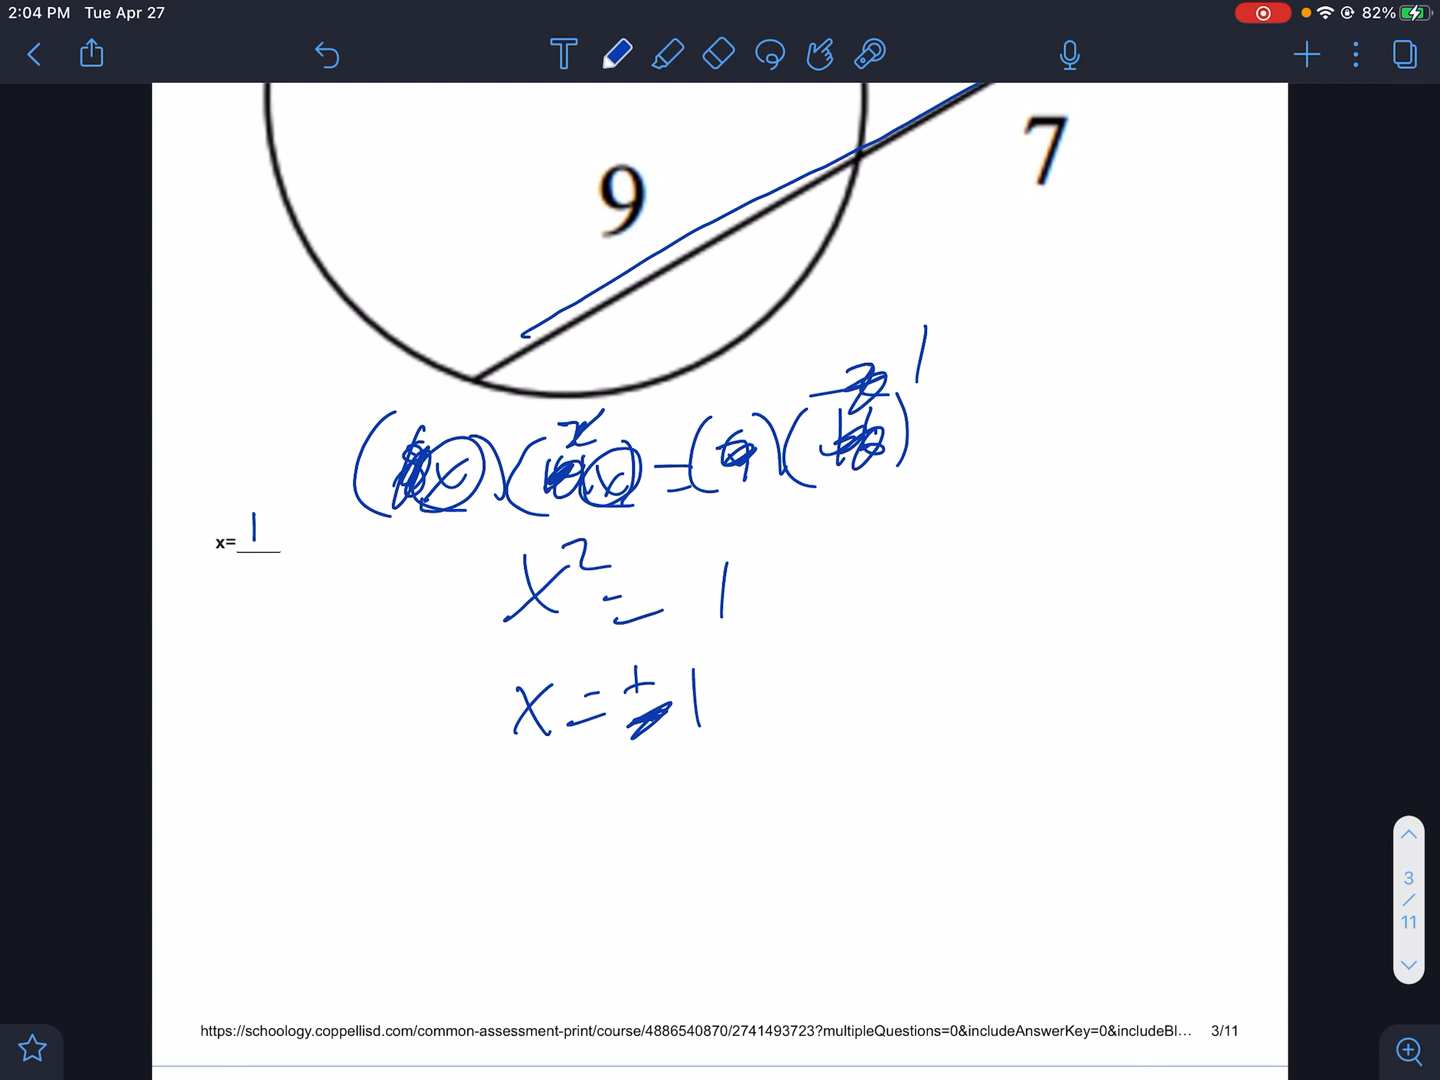 2:04 PM Tue Apr 27
82%
7
9
x= 1
x² = 1
x = ± 1
3
/
11
https://schoology.coppellisd.com/common-assessment-print/course/4886540870/2741493723?multipleQuestions=0&includeAnswerKey=0&includeBl... 3/11